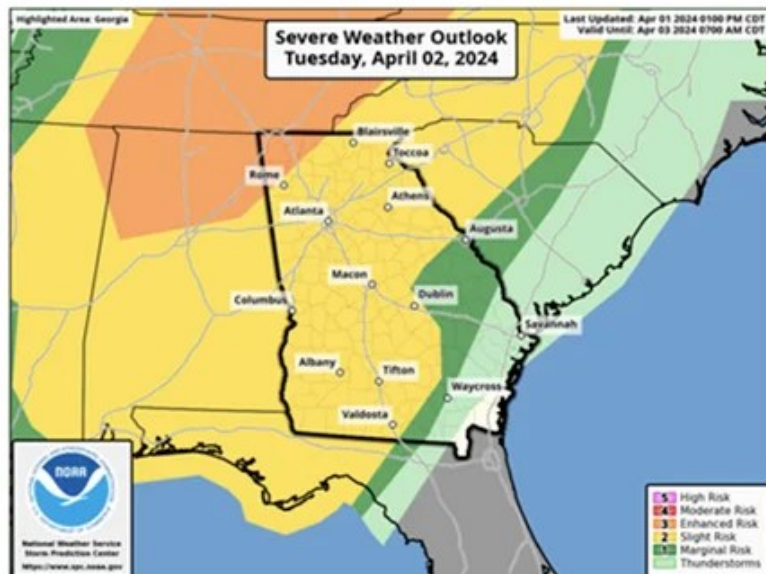 Highlighted Area: Georgia
Severe Weather Outlook
Tuesday, April 02, 2024
Last Updated: Apr 01 2024 0100 PM CDT
Valid Until: Apr 03 2024 0700 AM CDT
Blairsville
Toccoa
Rome
Athens
Atlanta
Augusta
Macon
Columbus
Dublin
Savannah
Albany
Tifton
Waycross
Valdosta
NOAA
National Weather Service
Storm Prediction Center
https://www.spc.noaa.gov
5 High Risk
4 Moderate Risk
3 Enhanced Risk
2 Slight Risk
1 Marginal Risk
Thunderstorms